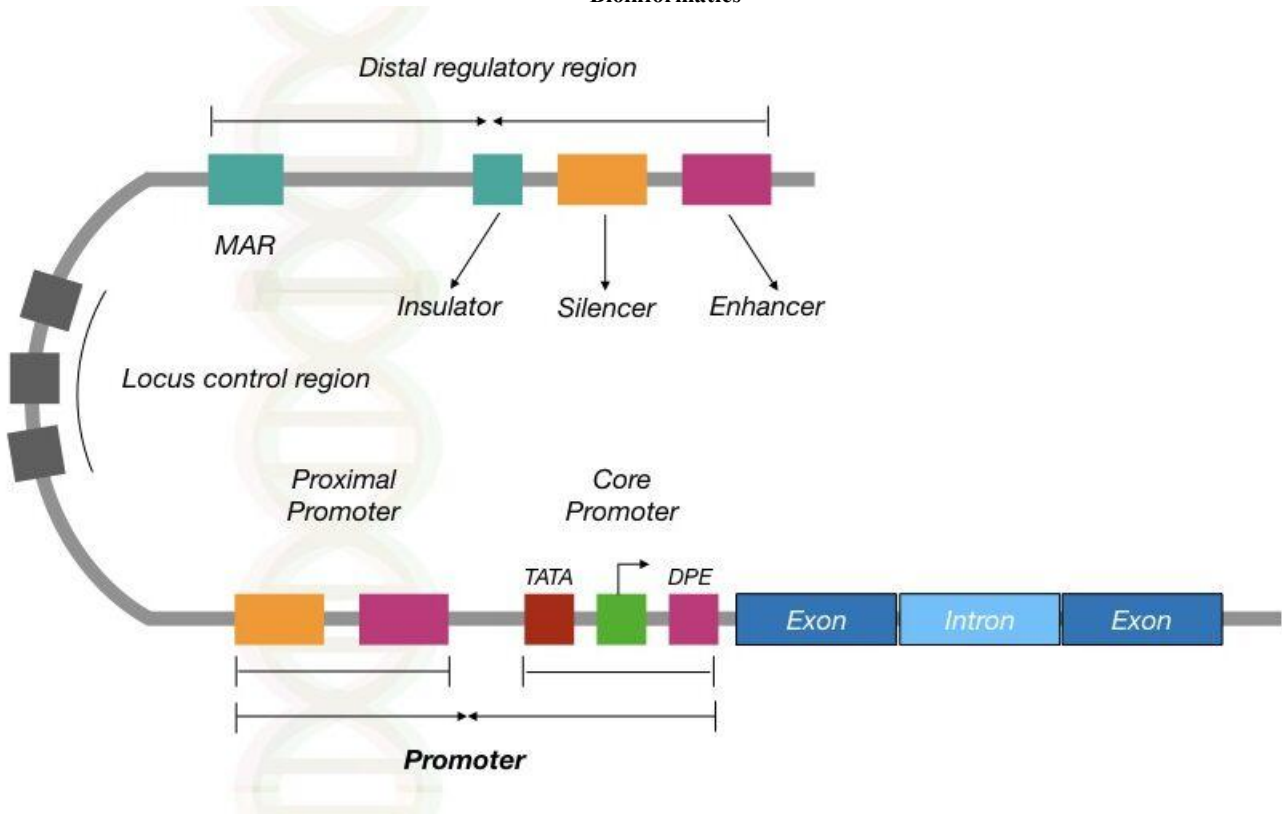 Bioinformatics
Distal regulatory region
MAR
Insulator
Silencer
Enhancer
Locus control region
Proximal
Promoter
Core
Promoter
TATA
DPE
Exon
Intron
Exon
Promoter